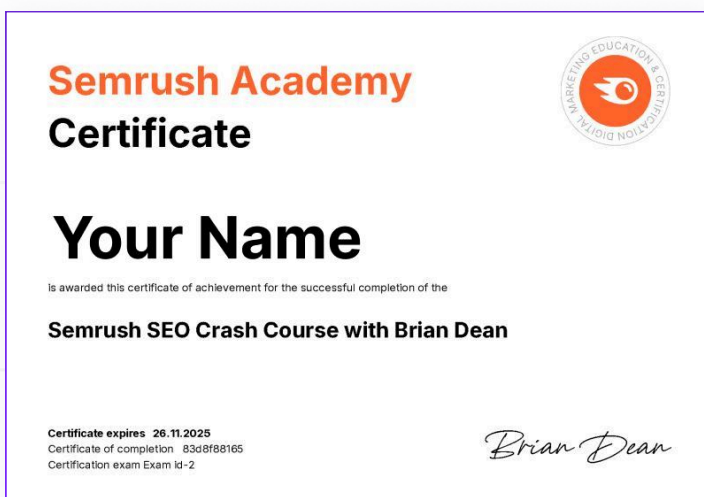 Semrush Academy
Certificate
DIGITAL MARKETING EDUCATION & CERTIFICATION
Your Name
is awarded this certificate of achievement for the successful completion of the
Semrush SEO Crash Course with Brian Dean
Certificate expires 26.11.2025
Certificate of completion 83d8f88165
Certification exam Exam id-2
Brian Dean